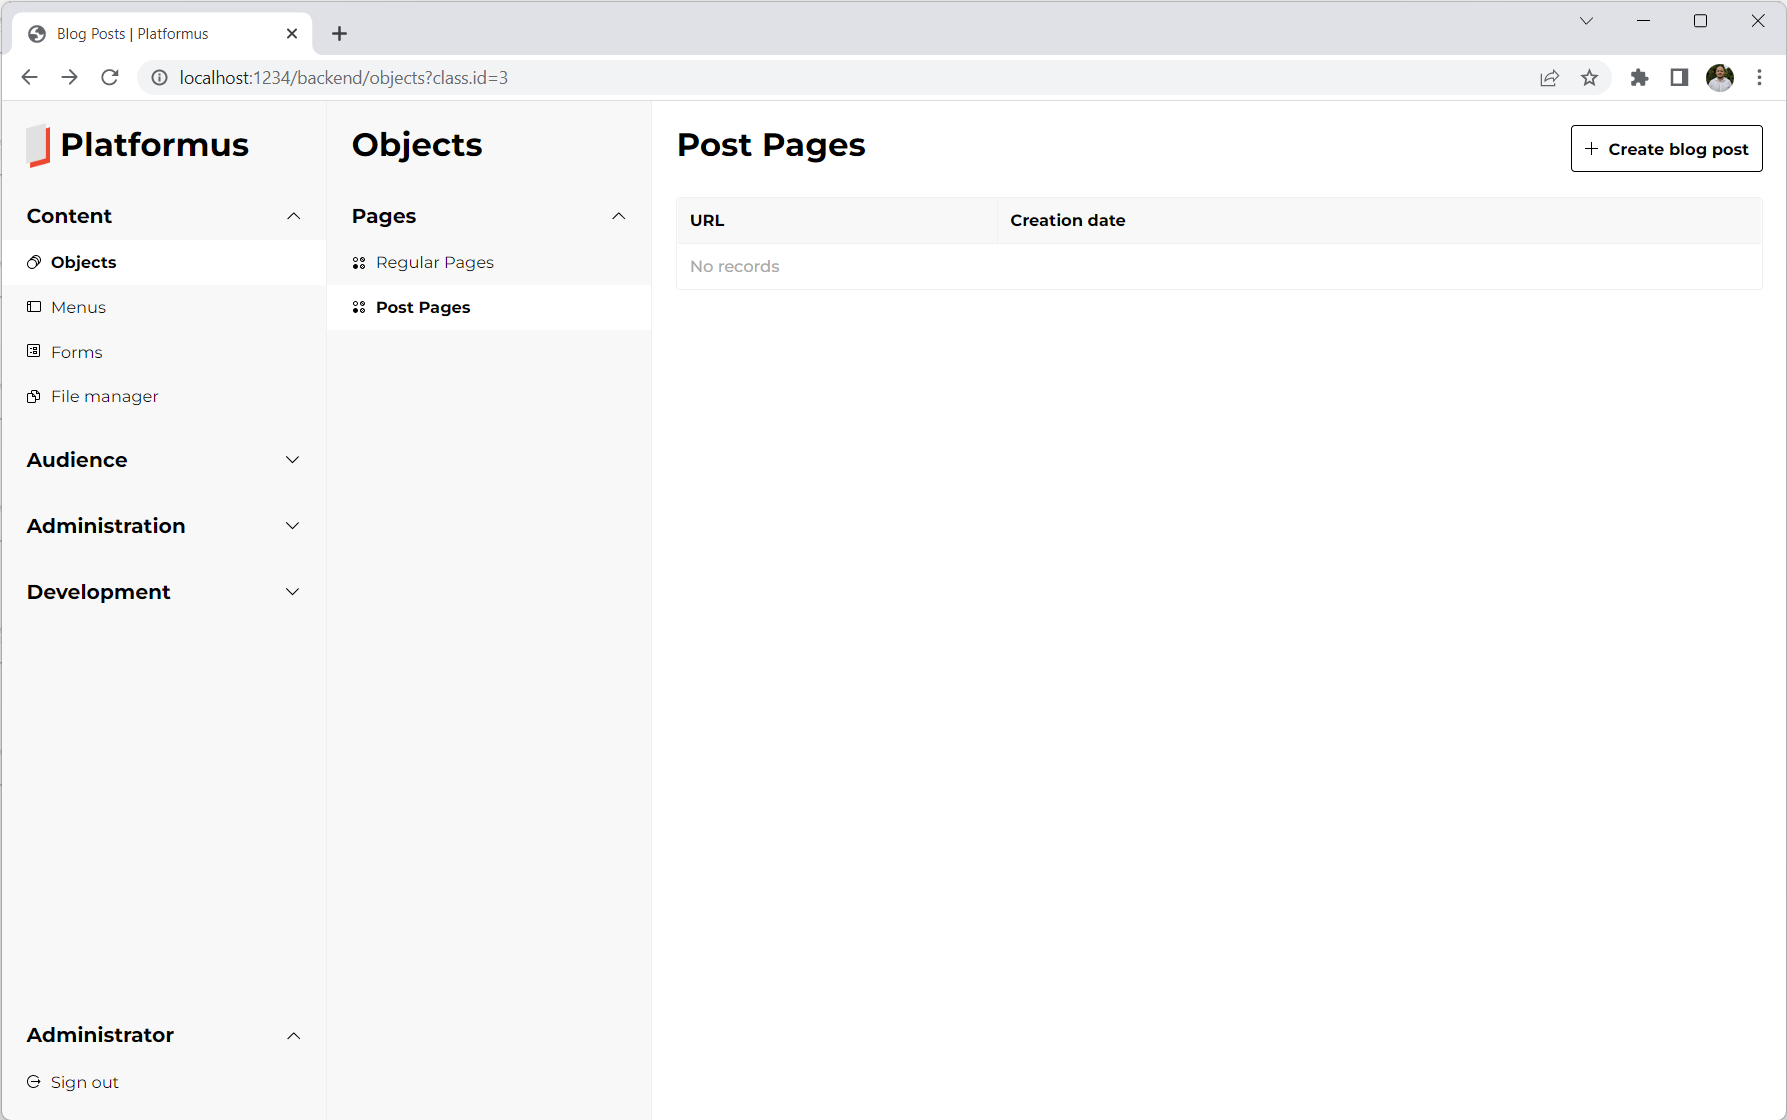 Blog Posts | Platformus
localhost:1234/backend/objects?class.id=3
Platformus
Content
Objects
Menus
Forms
File manager
Audience
Administration
Development
Administrator
Sign out
Objects
Pages
Regular Pages
Post Pages
Post Pages
Create blog post
URL Creation date
No records